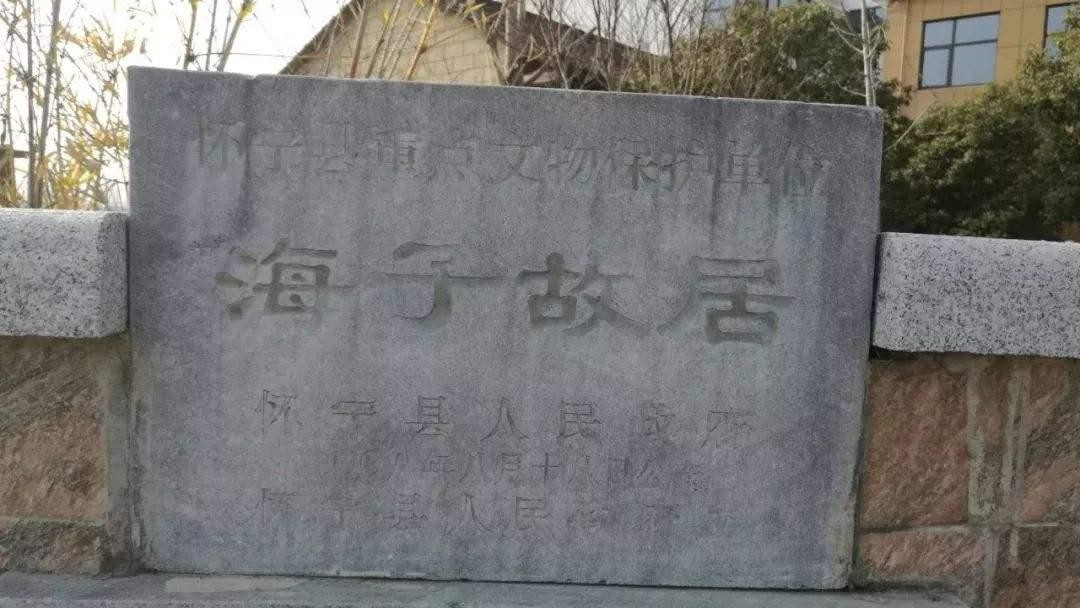 怀宁县重点文物保护单位
海子故居
怀宁县人民政府
年八月十八日公布
怀宁县人民政府